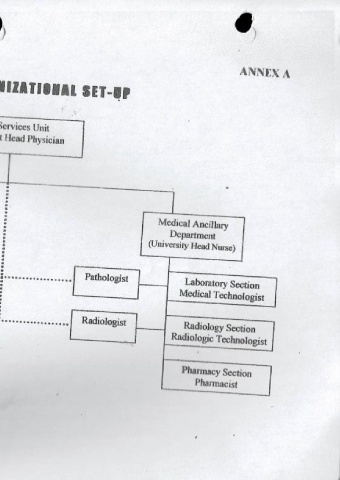 ANNEX A
NIZATIONAL SET-UP
Services Unit
t Head Physician
Medical Ancillary
Department
(University Head Nurse)
Pathologist
Laboratory Section
Medical Technologist
Radiologist
Radiology Section
Radiologic Technologist
Pharmacy Section
Pharmacist